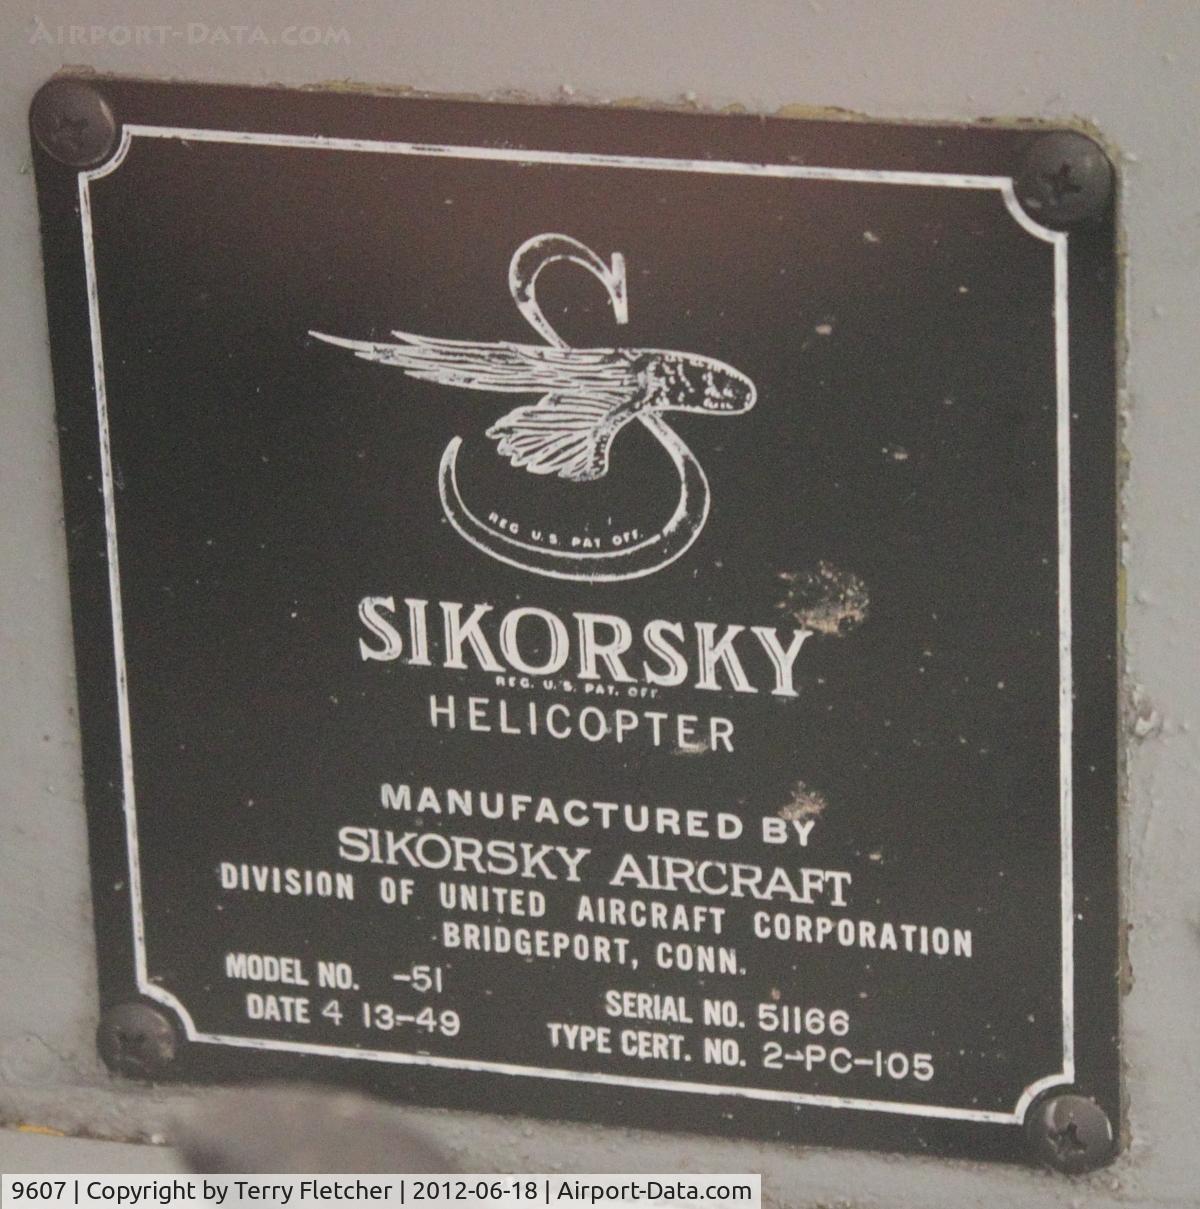 Airport-Data.com
REG U.S. PAT OFF.
SIKORSKY
REG. U.S. PAT. OFF.
HELICOPTER
MANUFACTURED BY
SIKORSKY AIRCRAFT
DIVISION OF UNITED AIRCRAFT CORPORATION
BRIDGEPORT, CONN.
MODEL NO. -51
SERIAL NO. 51166
DATE 4 13-49
TYPE CERT. NO. 2-PC-105
9607 | Copyright by Terry Fletcher | 2012-06-18 | Airport-Data.com